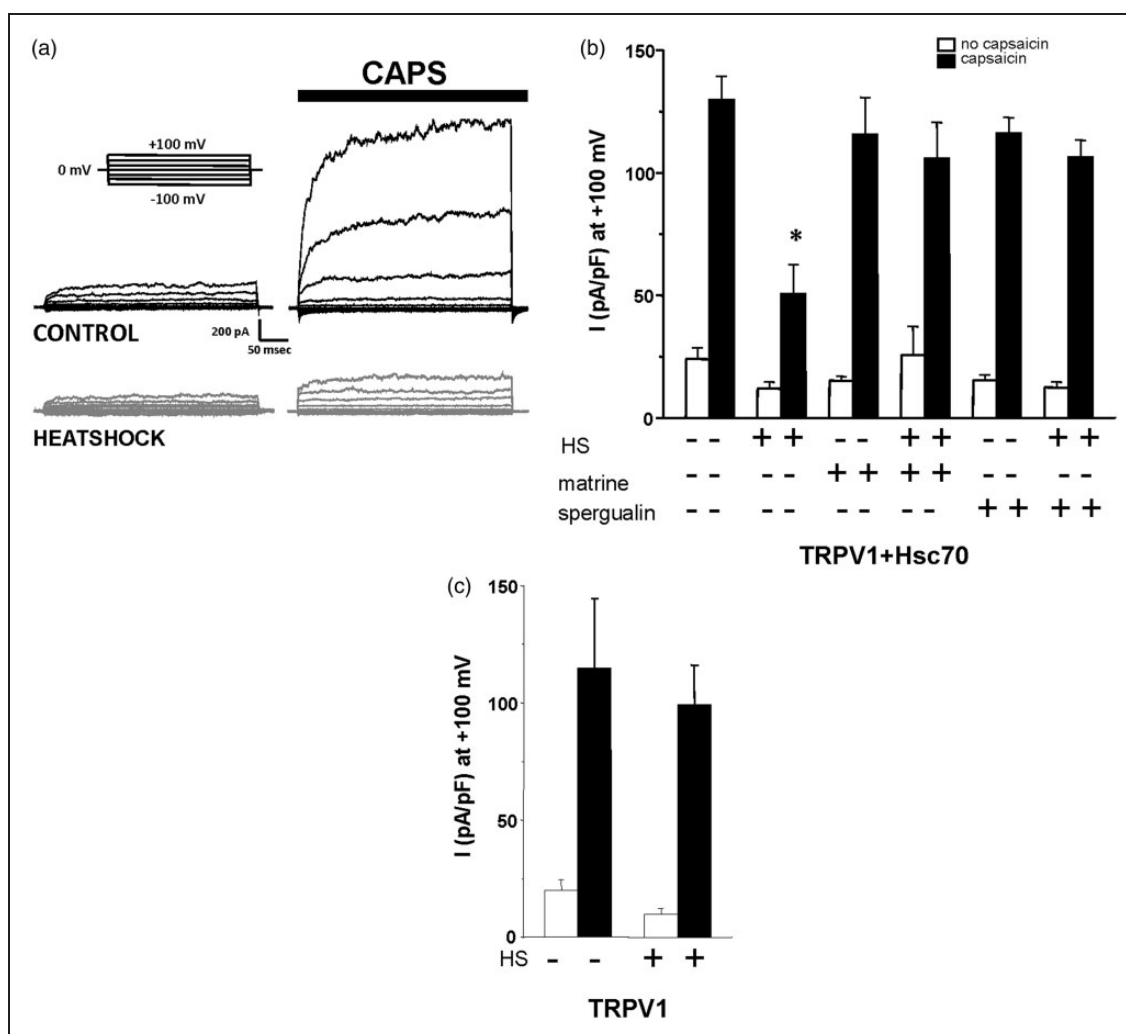 (a)
CAPS
+100 mV
0 mV
-100 mV
CONTROL
200 pA
50 msec
HEATSHOCK
(b)
no capsaicin
capsaicin
150
100
50
0
I (pA/pF) at +100 mV
*
HS - - + + - - + + - - + +
matrine - - - - + + + + - - - -
spergualin - - - - - - - - + + + +
TRPV1+Hsc70
(c)
150
100
50
0
I (pA/pF) at +100 mV
HS - - + +
TRPV1